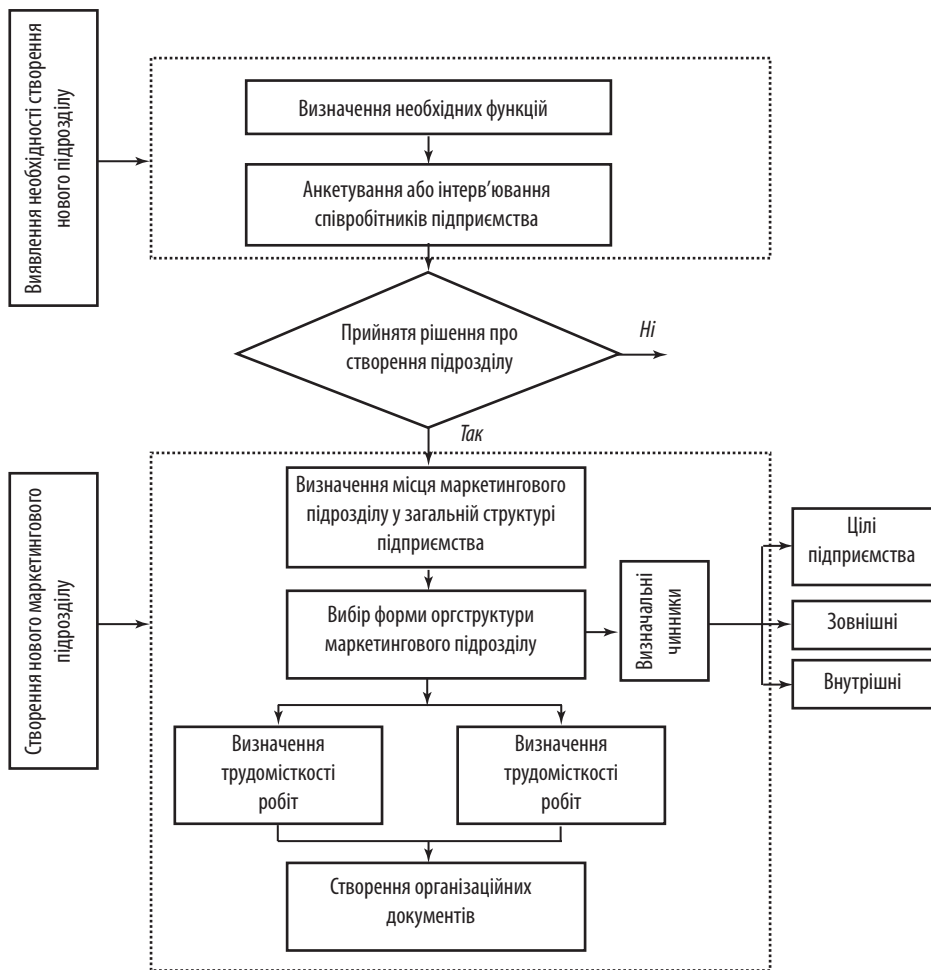 Виявлення необхідності створення
нового підрозділу
Визначення необхідних функцій
Анкетування або інтерв'ювання
співробітників підприємства
Прийнятя рішення про
створення підрозділу
Ні
Так
Створення нового маркетингового
підрозділу
Визначення місця маркетингового
підрозділу у загальній структурі
підприємства
Вибір форми оргструктури
маркетингового підрозділу
Визначальні
чинники
Цілі
підприємства
Зовнішні
Внутрішні
Визначення
трудомісткості
робіт
Визначення
трудомісткості
робіт
Створення організаційних
документів